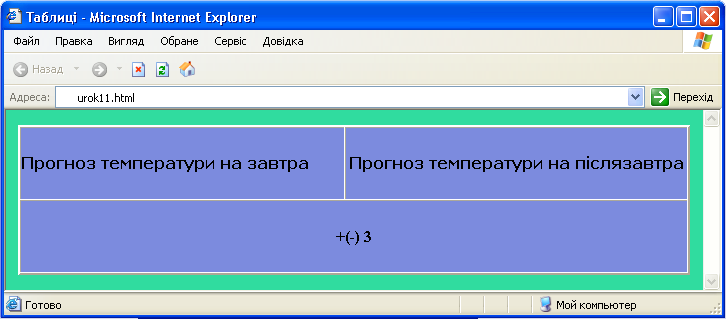 Таблиці - Microsoft Internet Explorer
Файл Правка Вигляд Обране Сервіс Довідка
Назад
Адреса: urok11.html Перехід
Прогноз температури на завтра Прогноз температури на післязавтра
+(-) 3
Готово Мой компьютер